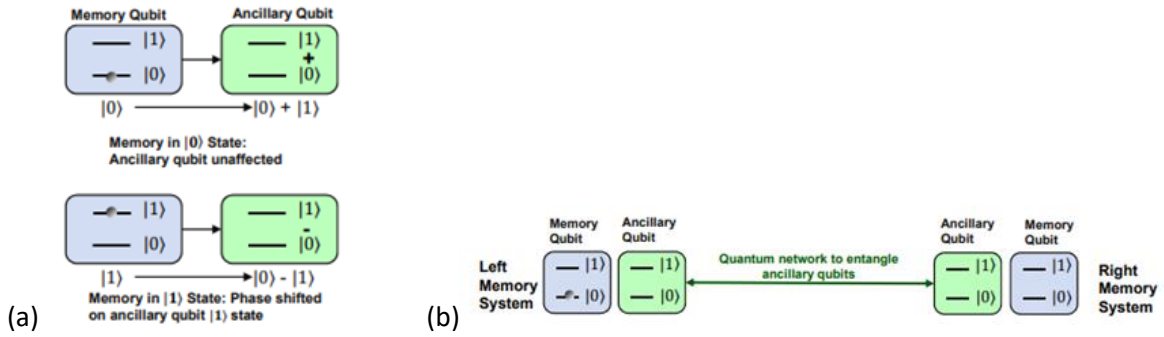 Memory Qubit
Ancillary Qubit
|1⟩
|0⟩
|1⟩
+
|0⟩
|0⟩
|0⟩ + |1⟩
Memory in |0⟩ State:
Ancillary qubit unaffected
|1⟩
|0⟩
|1⟩
-
|0⟩
|1⟩
|0⟩ - |1⟩
Memory in |1⟩ State: Phase shifted
on ancillary qubit |1⟩ state
(a)
Memory
Qubit
Ancillary
Qubit
Left
Memory
System
|1⟩
|0⟩
|1⟩
|0⟩
Quantum network to entangle
ancillary qubits
Ancillary
Qubit
Memory
Qubit
|1⟩
|0⟩
|1⟩
|0⟩
Right
Memory
System
(b)